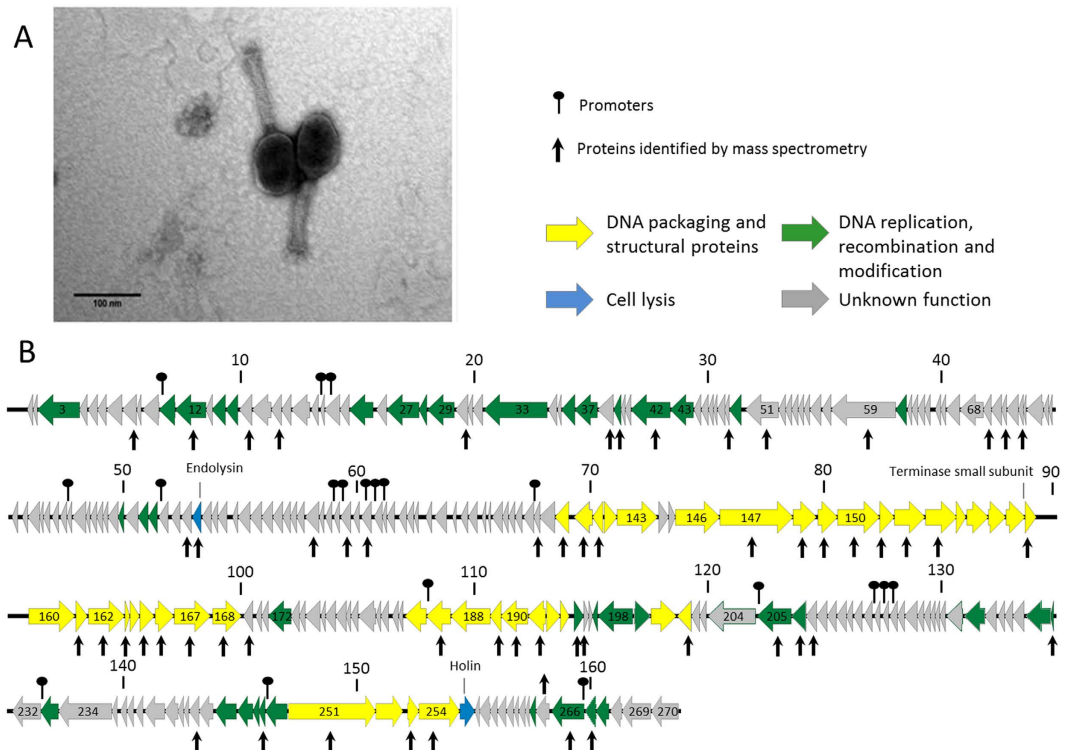 A
100 nm
Promoters
Proteins identified by mass spectrometry
DNA packaging and
structural proteins
DNA replication,
recombination and
modification
Cell lysis
Unknown function
B
10 20 30 40
3 12 27 29 33 37 42 43 51 59 68
Endolysin
Terminase small subunit
50 60 70 80 90
143 146 147 150
100 110 120 130
160 162 167 168 172 188 190 198 204 205
Holin
140 150 160
232 234 251 254 266 269 270